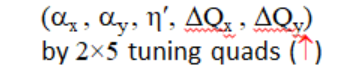 (αx, αy, η′, ΔQx, ΔQy)
by 2×5 tuning quads (↑)